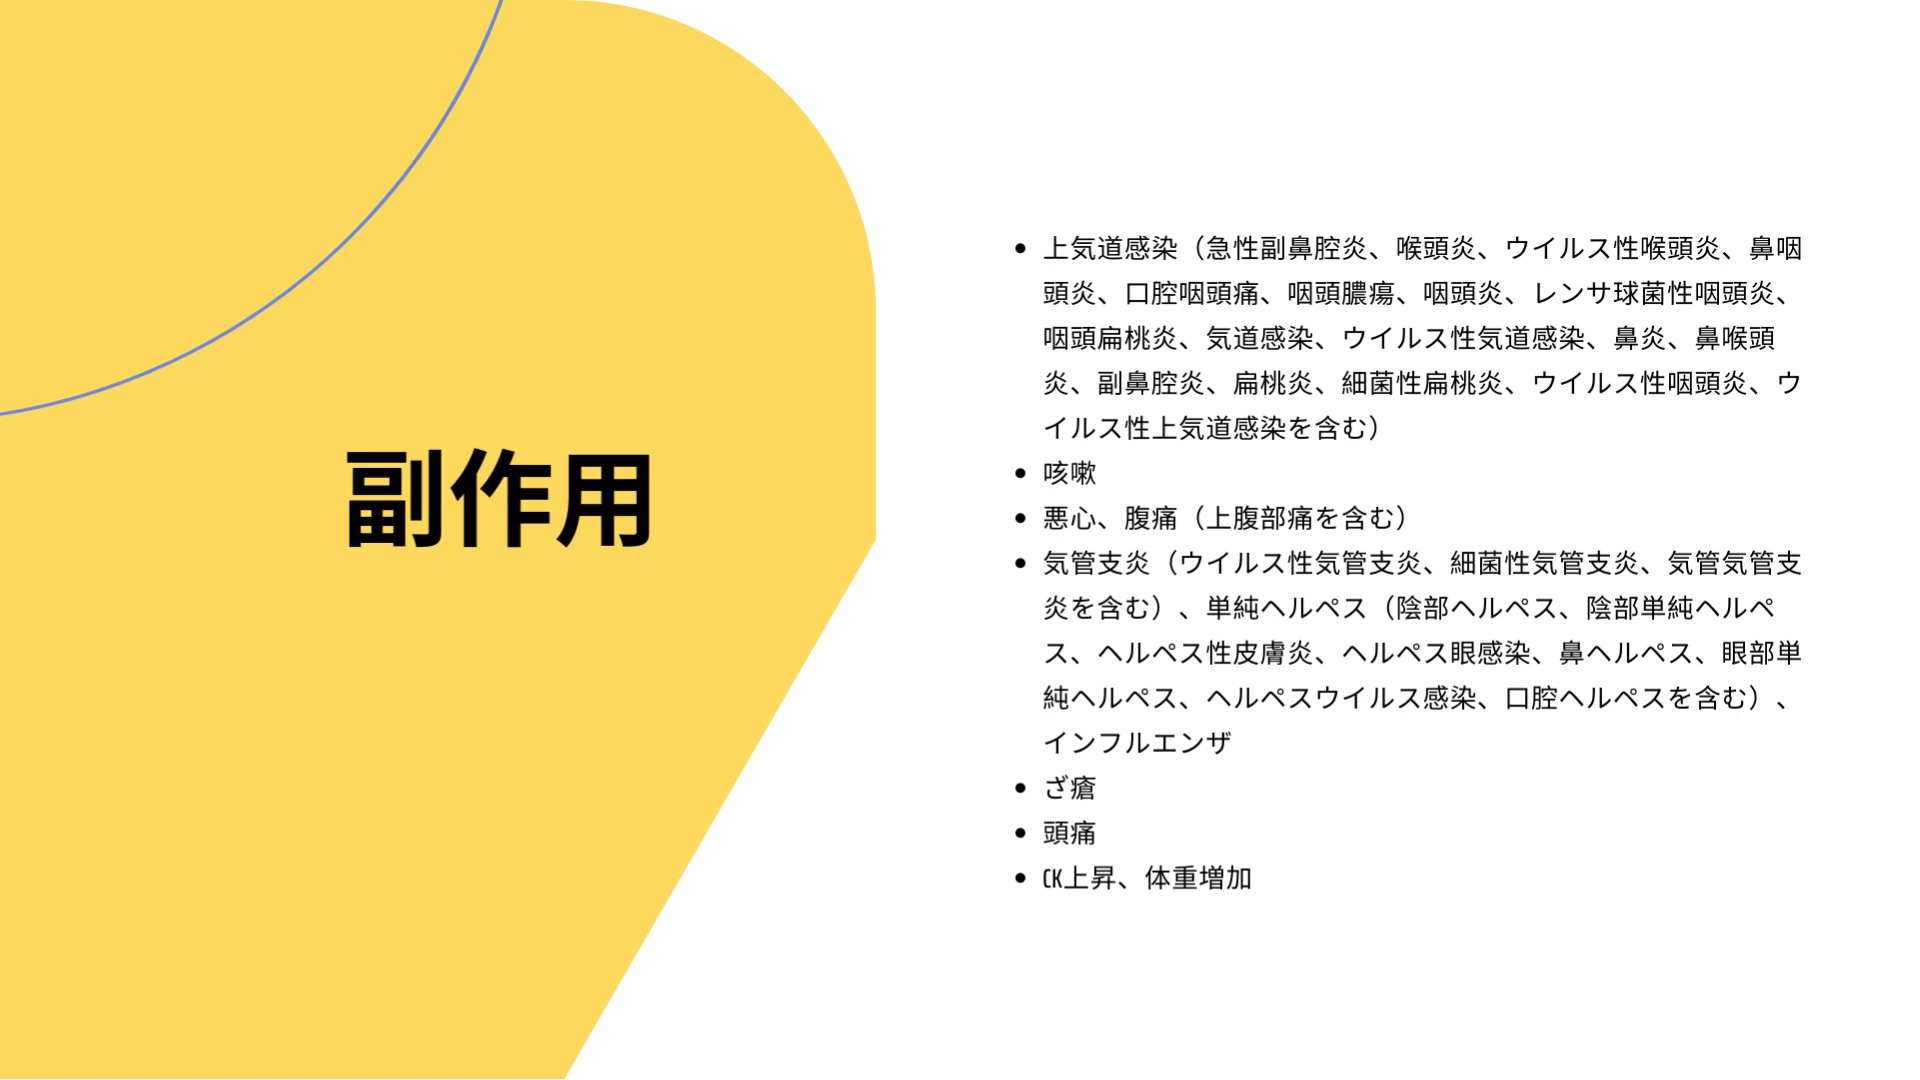 副作用
上気道感染（急性副鼻腔炎、喉頭炎、ウイルス性喉頭炎、鼻咽
頭炎、口腔咽頭痛、咽頭膿瘍、咽頭炎、レンサ球菌性咽頭炎、
咽頭扁桃炎、気道感染、ウイルス性気道感染、鼻炎、鼻喉頭
炎、副鼻腔炎、扁桃炎、細菌性扁桃炎、ウイルス性咽頭炎、ウ
イルス性上気道感染を含む）
咳嗽
悪心、腹痛（上腹部痛を含む）
気管支炎（ウイルス性気管支炎、細菌性気管支炎、気管気管支
炎を含む）、単純ヘルペス（陰部ヘルペス、陰部単純ヘルペ
ス、ヘルペス性皮膚炎、ヘルペス眼感染、鼻ヘルペス、眼部単
純ヘルペス、ヘルペスウイルス感染、口腔ヘルペスを含む）、
インフルエンザ
ざ瘡
頭痛
CK上昇、体重増加